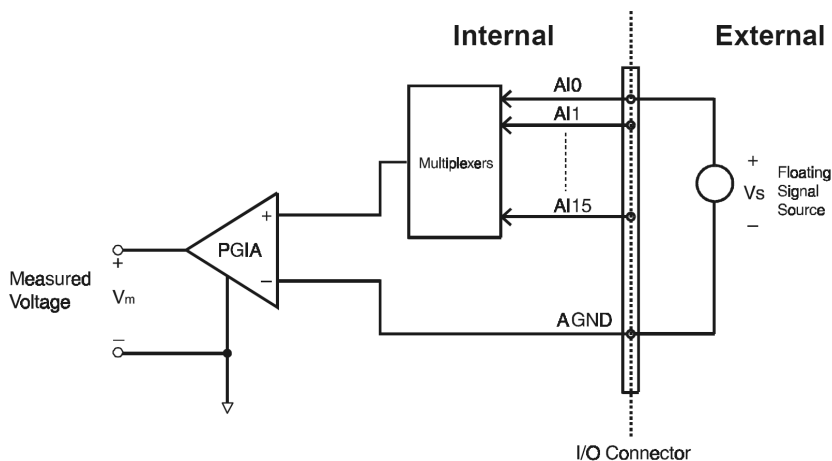 Internal
External
AI0
AI1
Multiplexers
AI15
+
Vs
−
Floating
Signal
Source
+
PGIA
−
Measured
Voltage
+
Vm
−
AGND
I/O Connector